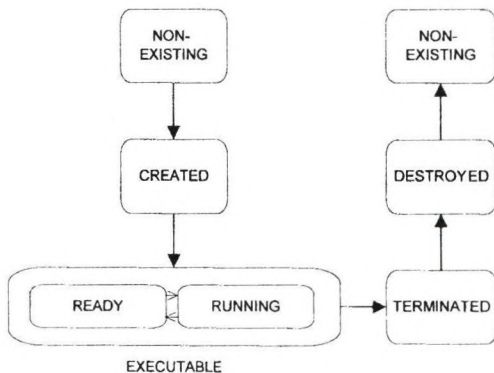 NON-
EXISTING
NON-
EXISTING
CREATED
DESTROYED
READY
RUNNING
TERMINATED
EXECUTABLE